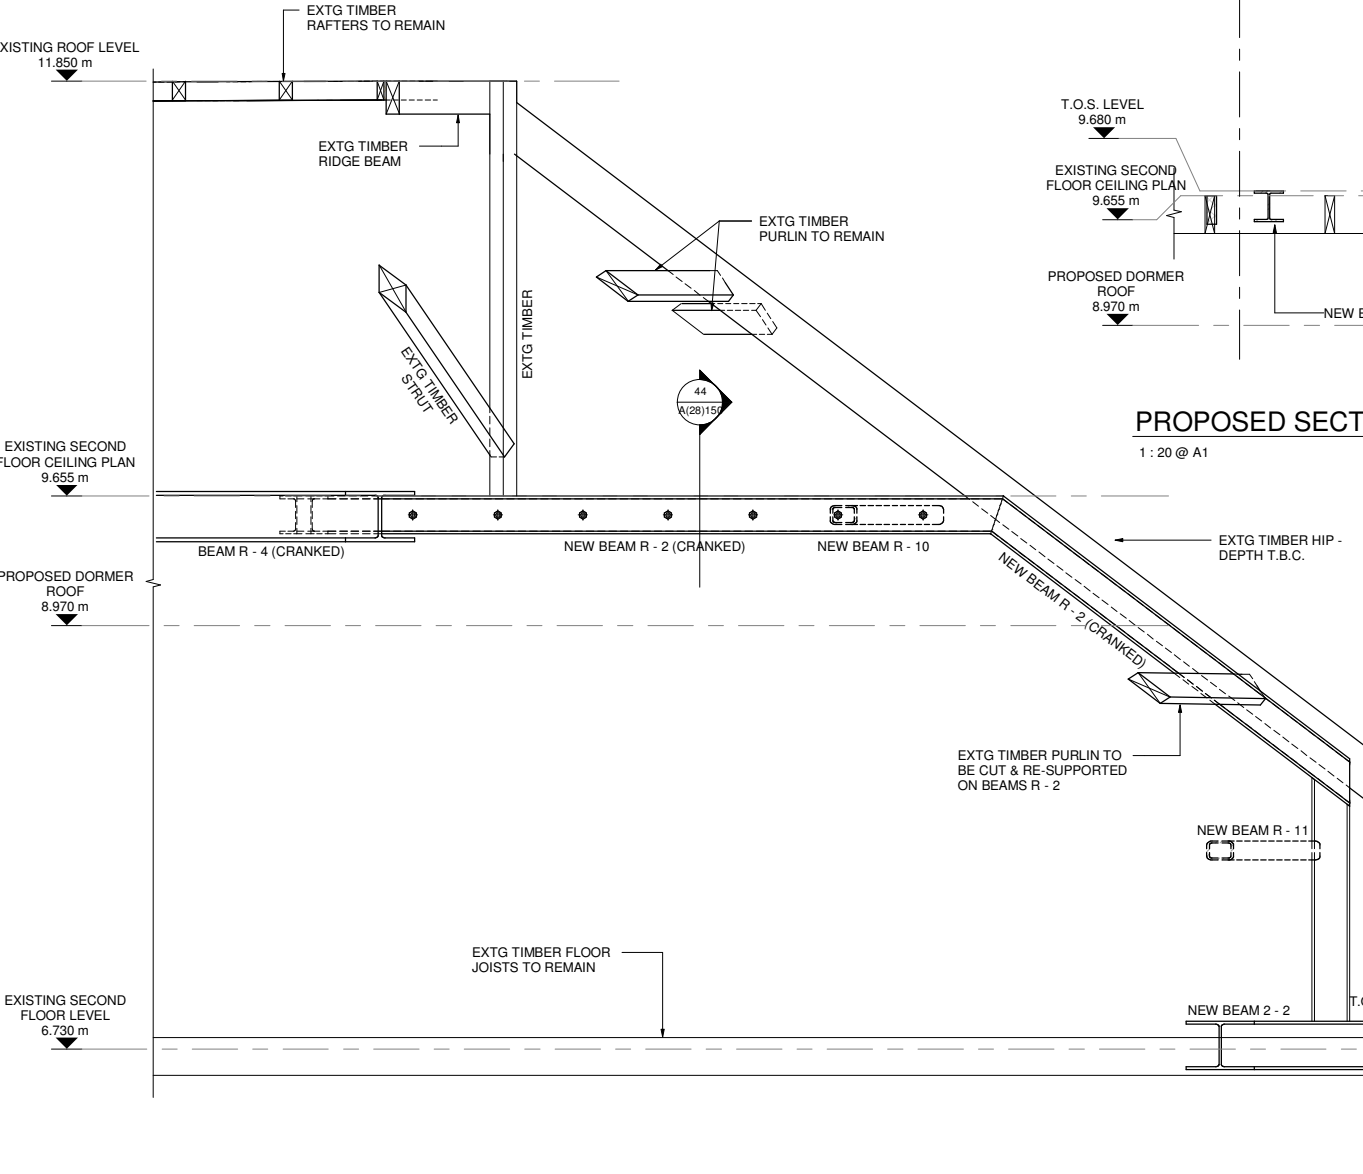 EXTG TIMBER
RAFTERS TO REMAIN
XISTING ROOF LEVEL
11.850 m
EXTG TIMBER
RIDGE BEAM
T.O.S. LEVEL
9.680 m
EXISTING SECOND
FLOOR CEILING PLAN
9.655 m
PROPOSED DORMER
ROOF
8.970 m
NEW B
EXTG TIMBER
PURLIN TO REMAIN
EXTG TIMBER
EXTG TIMBER
STRUT
44
A(28)150
PROPOSED SECT
1 : 20 @ A1
EXISTING SECOND
FLOOR CEILING PLAN
9.655 m
BEAM R - 4 (CRANKED)
NEW BEAM R - 2 (CRANKED)
NEW BEAM R - 10
EXTG TIMBER HIP -
DEPTH T.B.C.
NEW BEAM R - 2 (CRANKED)
PROPOSED DORMER
ROOF
8.970 m
EXTG TIMBER PURLIN TO
BE CUT & RE-SUPPORTED
ON BEAMS R - 2
NEW BEAM R - 11
EXTG TIMBER FLOOR
JOISTS TO REMAIN
EXISTING SECOND
FLOOR LEVEL
6.730 m
NEW BEAM 2 - 2